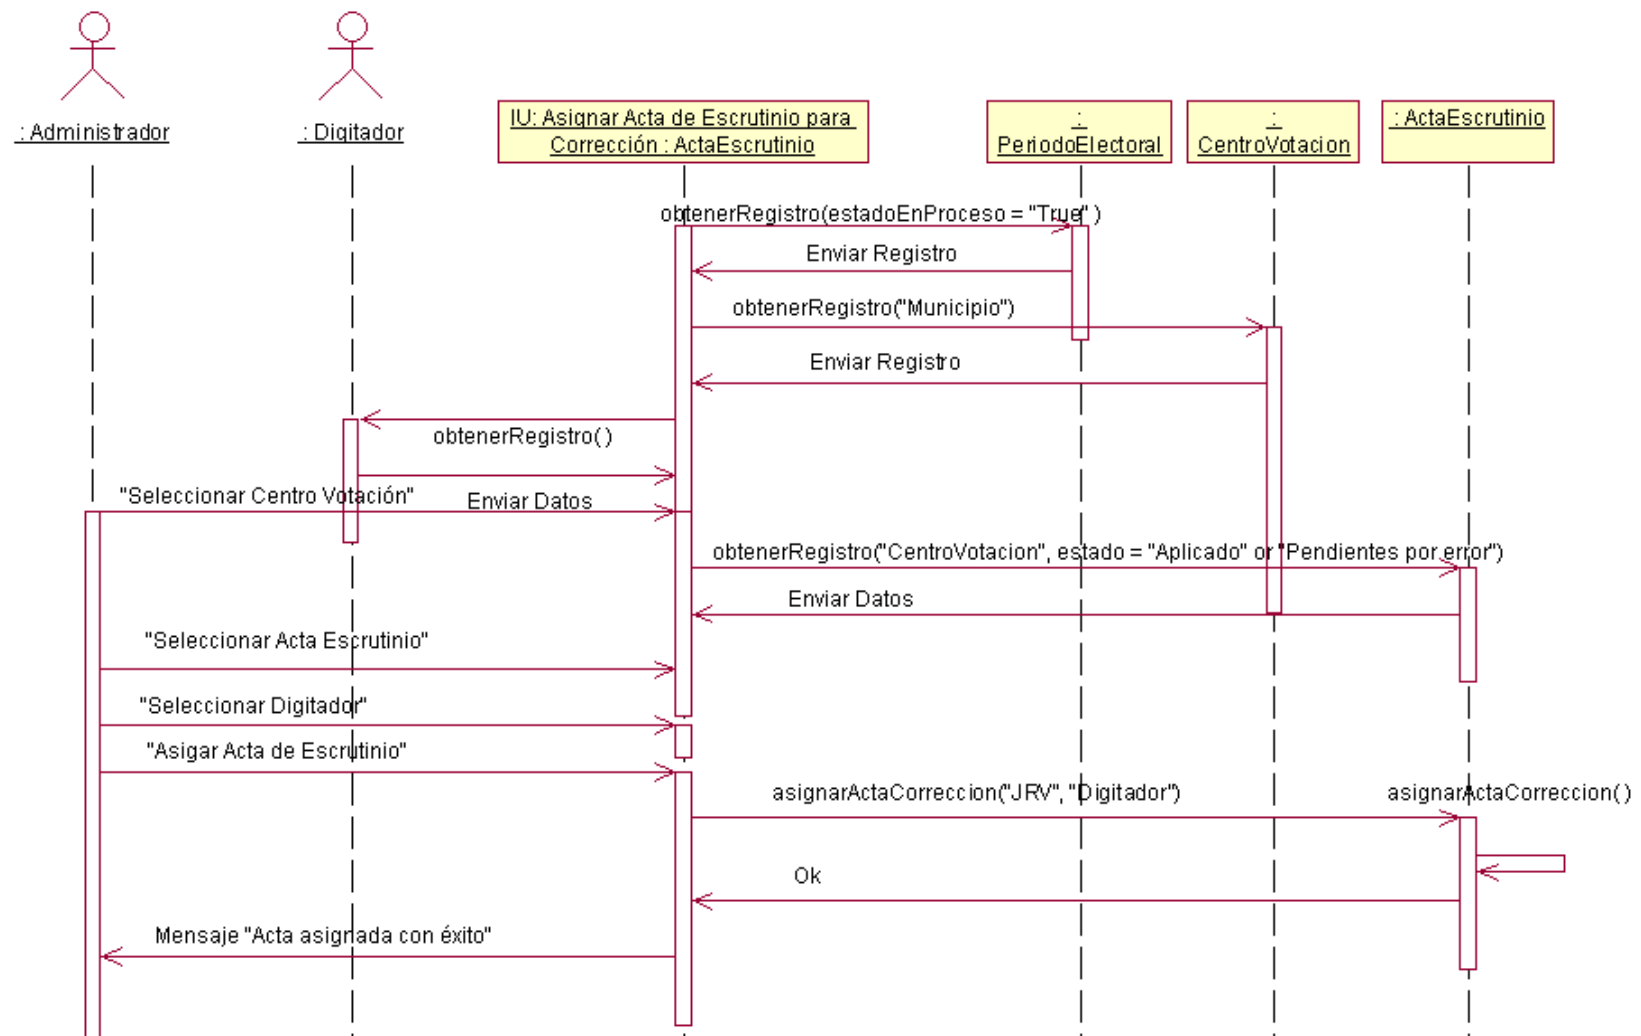 : Administrador
: Digitador
IU: Asignar Acta de Escrutinio para
Corrección : ActaEscrutinio
:
PeriodoElectoral
:
CentroVotacion
: ActaEscrutinio
obtenerRegistro(estadoEnProceso = "True" )
Enviar Registro
obtenerRegistro("Municipio")
Enviar Registro
obtenerRegistro( )
"Seleccionar Centro Votación"
Enviar Datos
obtenerRegistro("CentroVotacion", estado = "Aplicado" or "Pendientes por error")
Enviar Datos
"Seleccionar Acta Escrutinio"
"Seleccionar Digitador"
"Asigar Acta de Escrutinio"
asignarActaCorreccion("JRV", "Digitador")
asignarActaCorreccion( )
Ok
Mensaje "Acta asignada con éxito"